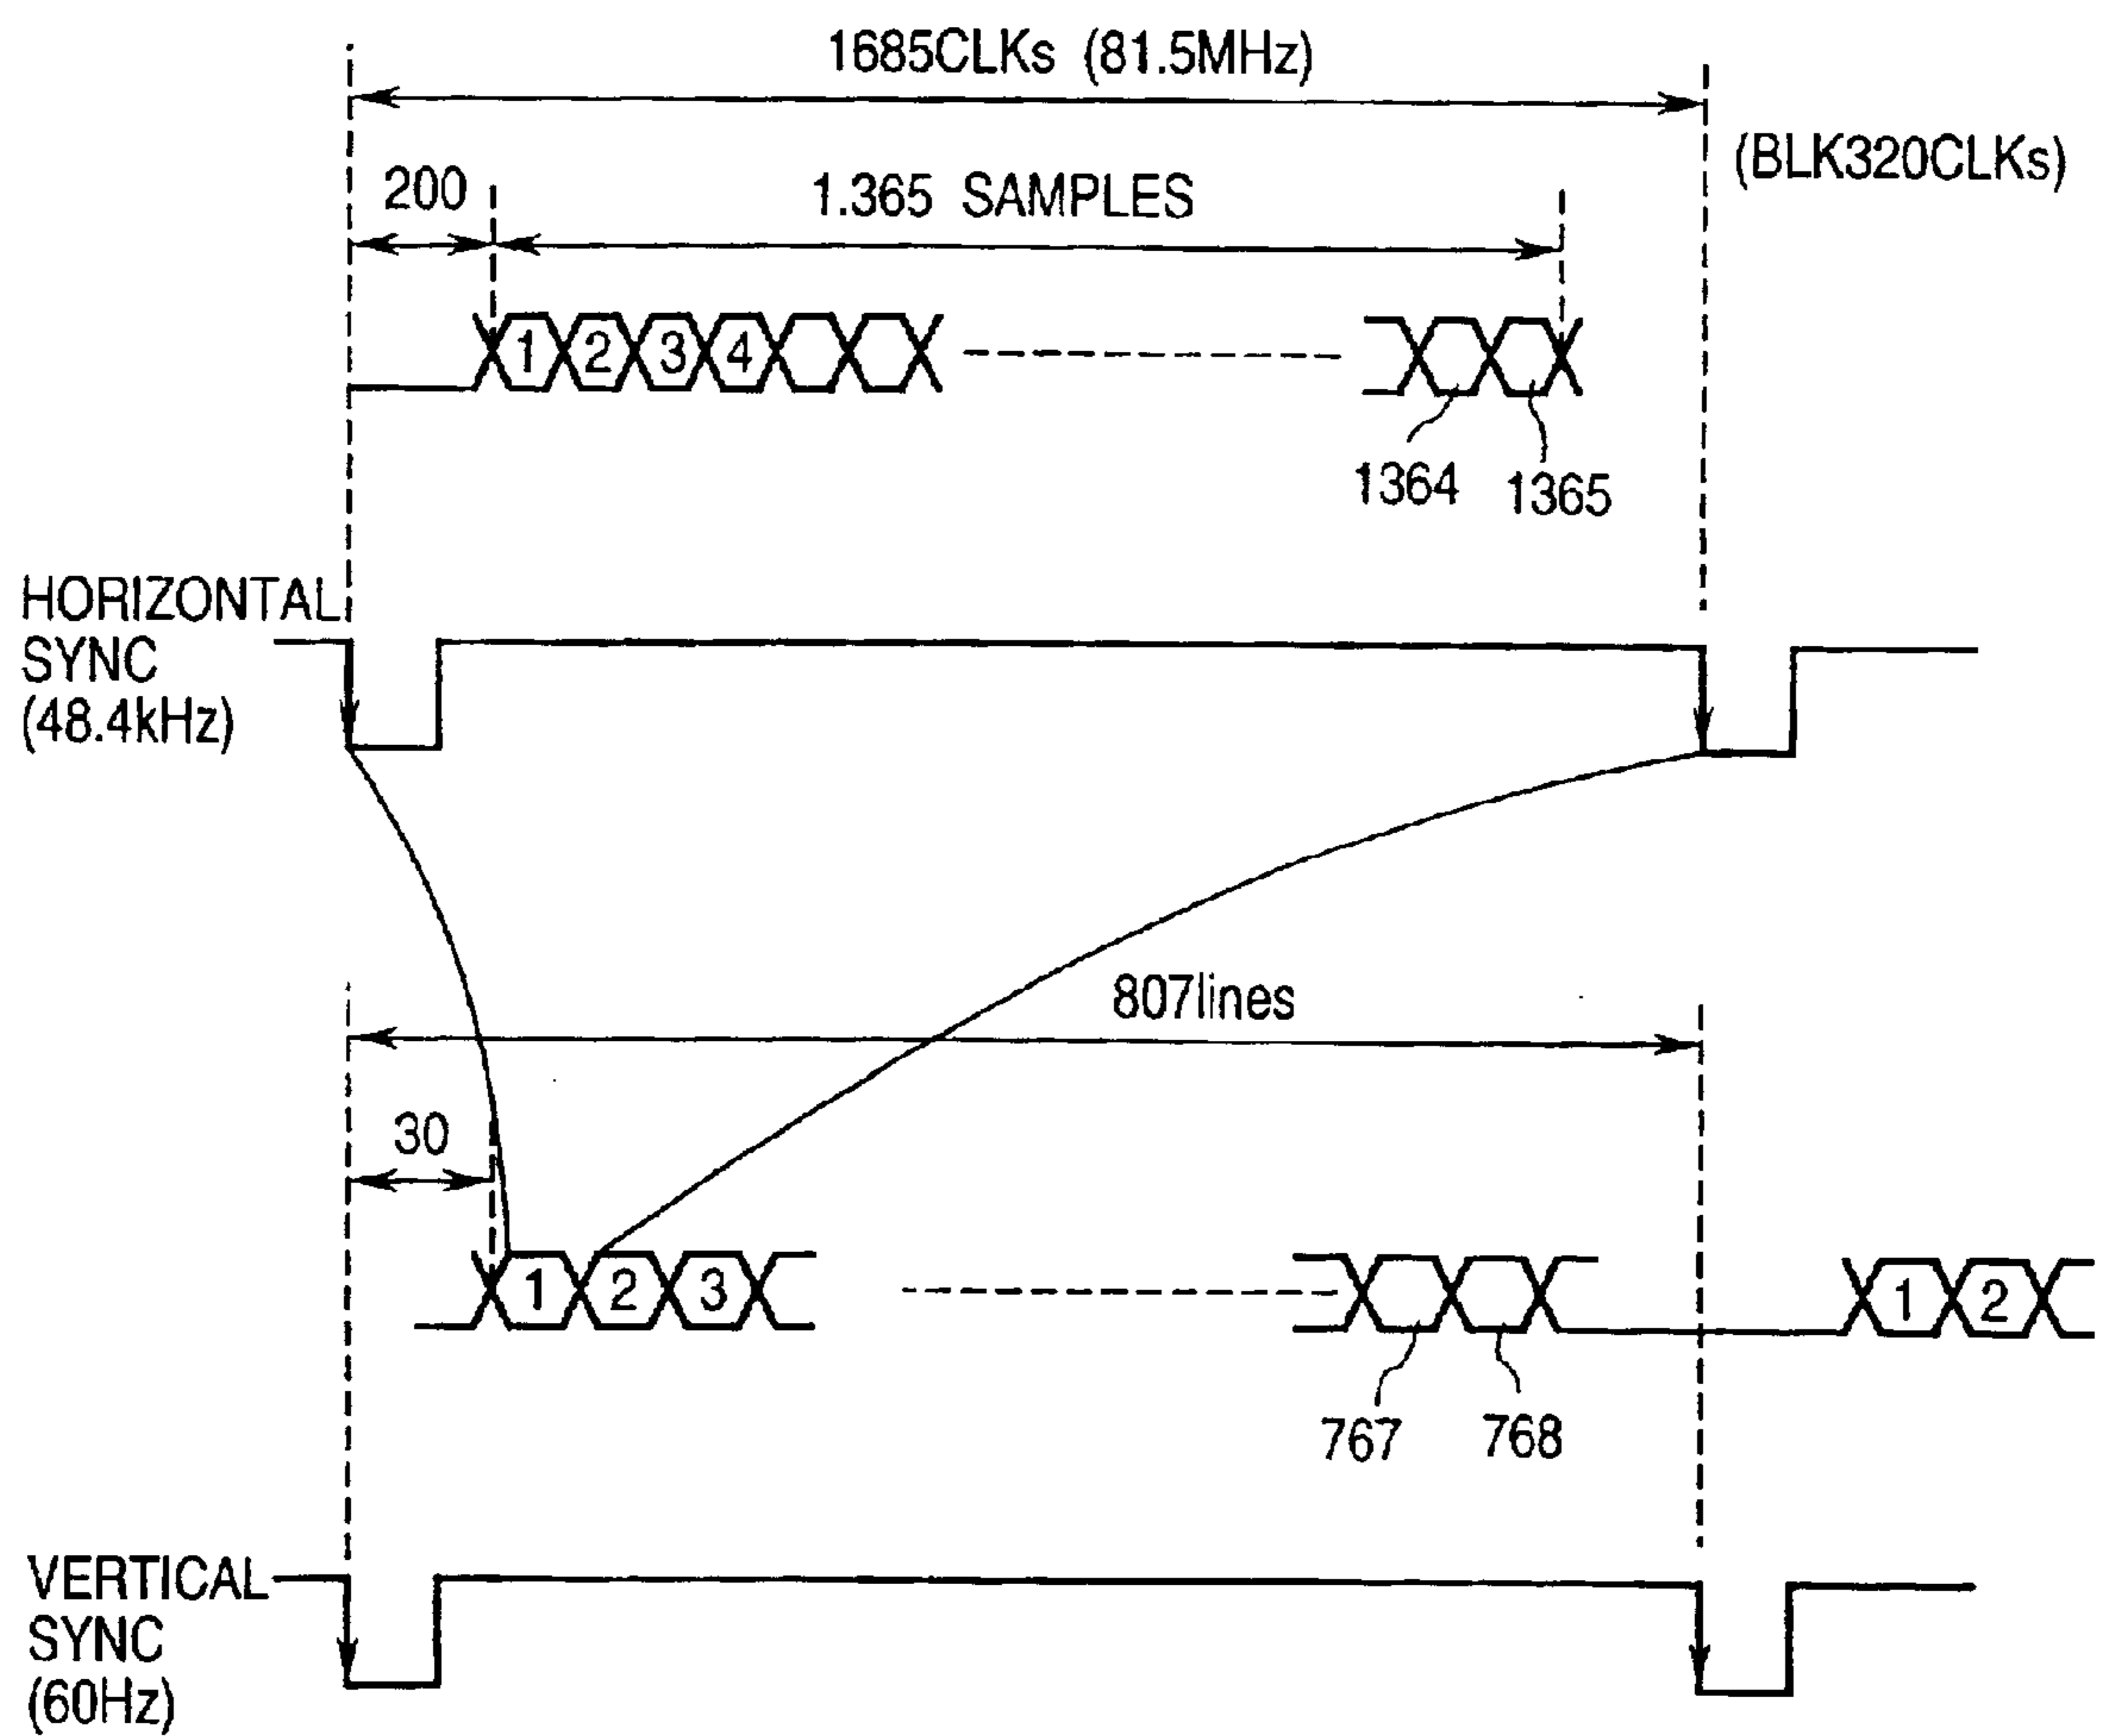 1685CLKs (81.5MHz)
(BLK320CLKs)
200
1.365 SAMPLES
1
2
3
4
1364
1365
HORIZONTAL
SYNC
(48.4kHz)
807lines
30
1
2
3
1
2
767
768
VERTICAL
SYNC
(60Hz)